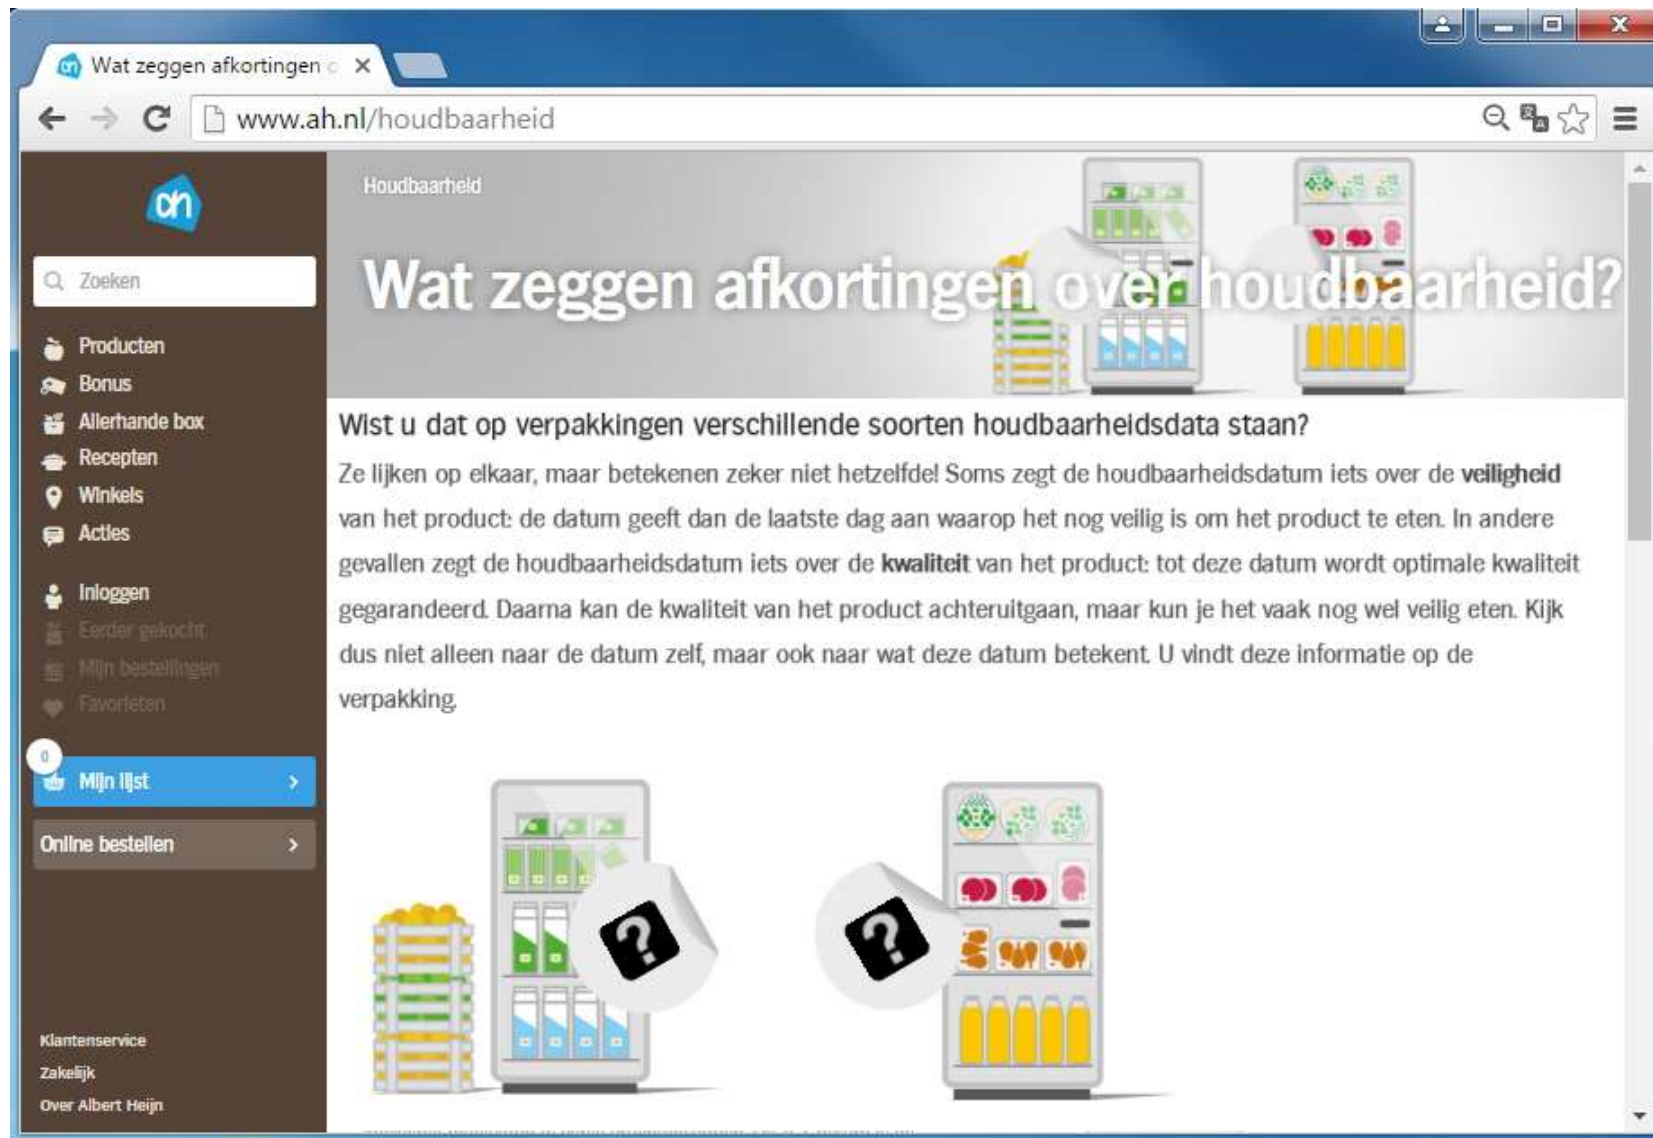 Wat zeggen afkortingen
www.ah.nl/houdbaarheid
ah
Zoeken
Producten
Bonus
Allerhande box
Recepten
Winkels
Acties
Inloggen
Eerder gekocht
Mijn bestellingen
Favorieten
0
Mijn lijst
Online bestellen
Klantenservice
Zakelijk
Over Albert Heijn
Houdbaarheid
Wat zeggen afkortingen over houdbaarheid?
Wist u dat op verpakkingen verschillende soorten houdbaarheidsdata staan?
Ze lijken op elkaar, maar betekenen zeker niet hetzelfde! Soms zegt de houdbaarheidsdatum iets over de veiligheid
van het product: de datum geeft dan de laatste dag aan waarop het nog veilig is om het product te eten. In andere
gevallen zegt de houdbaarheidsdatum iets over de kwaliteit van het product: tot deze datum wordt optimale kwaliteit
gegarandeerd. Daarna kan de kwaliteit van het product achteruitgaan, maar kun je het vaak nog wel veilig eten. Kijk
dus niet alleen naar de datum zelf, maar ook naar wat deze datum betekent. U vindt deze informatie op de
verpakking.
?
?